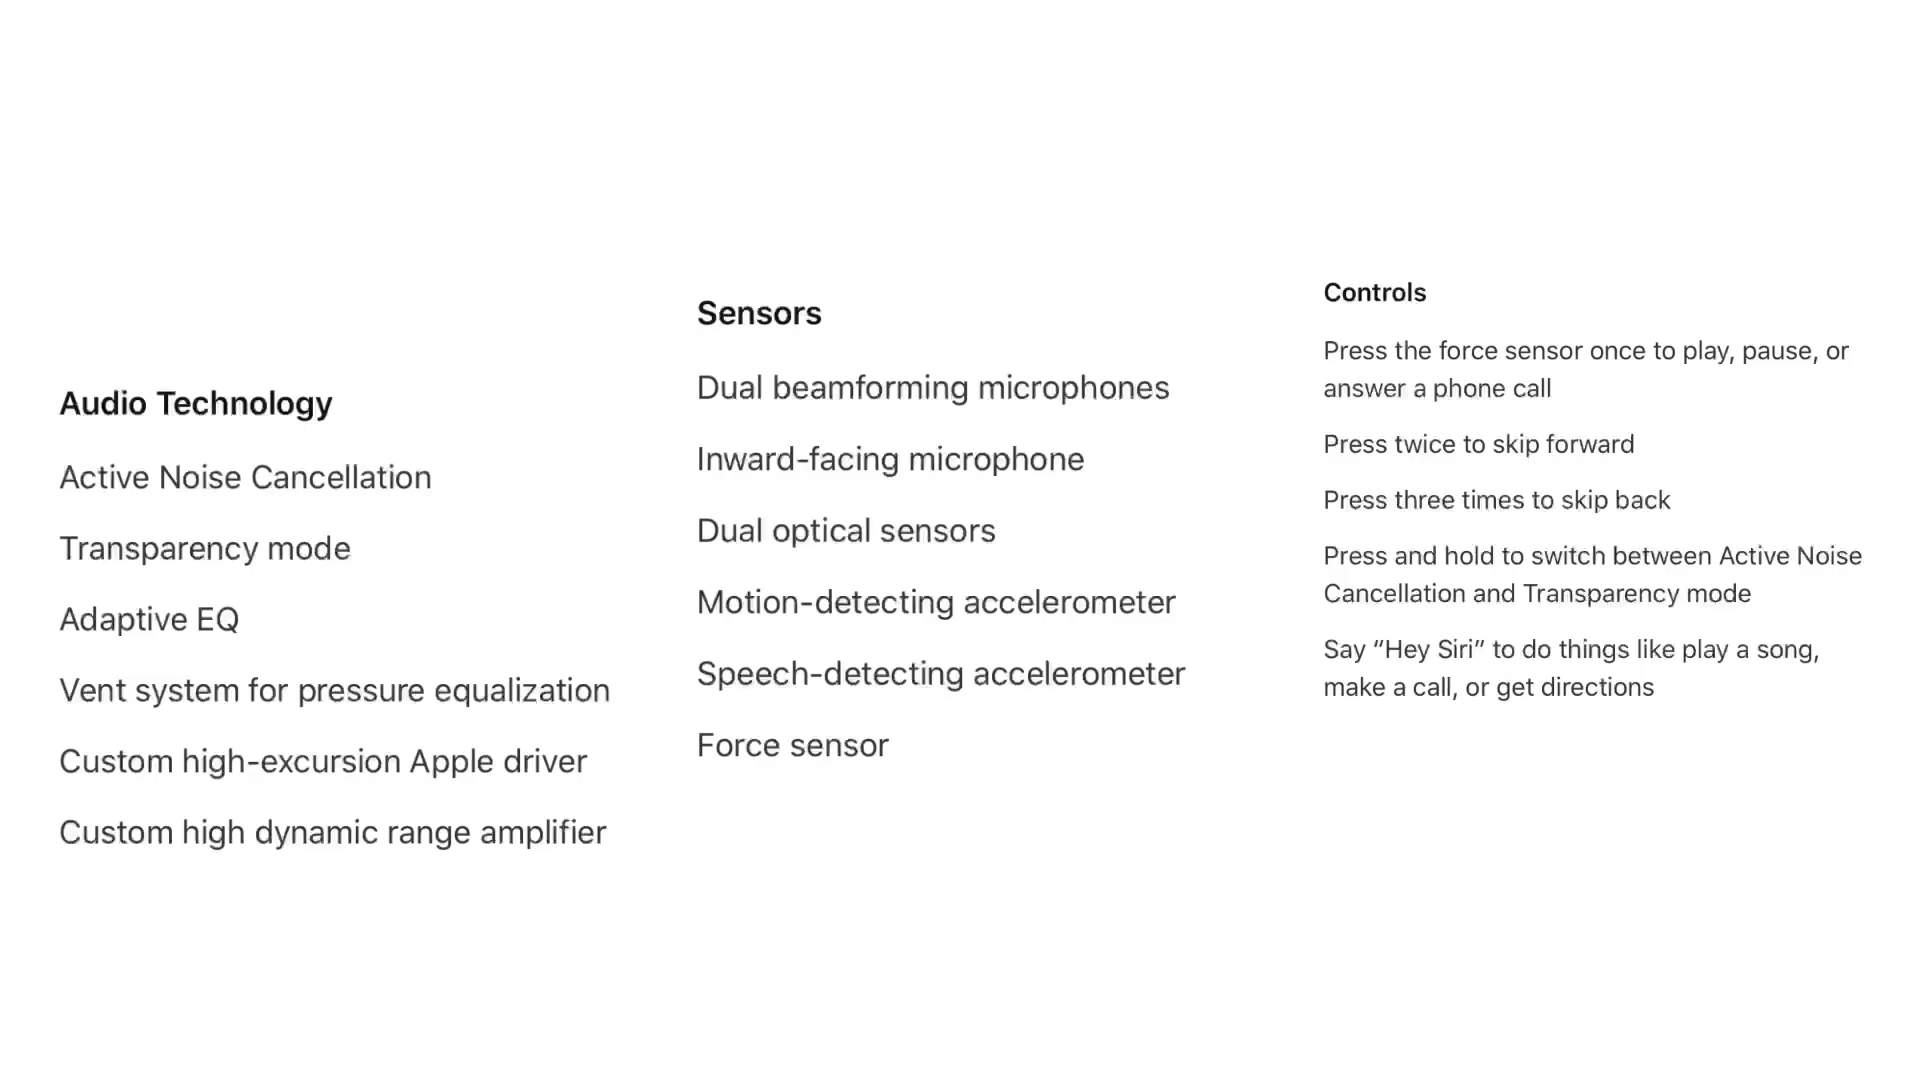 Audio Technology
Active Noise Cancellation
Transparency mode
Adaptive EQ
Vent system for pressure equalization
Custom high-excursion Apple driver
Custom high dynamic range amplifier
Sensors
Dual beamforming microphones
Inward-facing microphone
Dual optical sensors
Motion-detecting accelerometer
Speech-detecting accelerometer
Force sensor
Controls
Press the force sensor once to play, pause, or
answer a phone call
Press twice to skip forward
Press three times to skip back
Press and hold to switch between Active Noise
Cancellation and Transparency mode
Say “Hey Siri” to do things like play a song,
make a call, or get directions